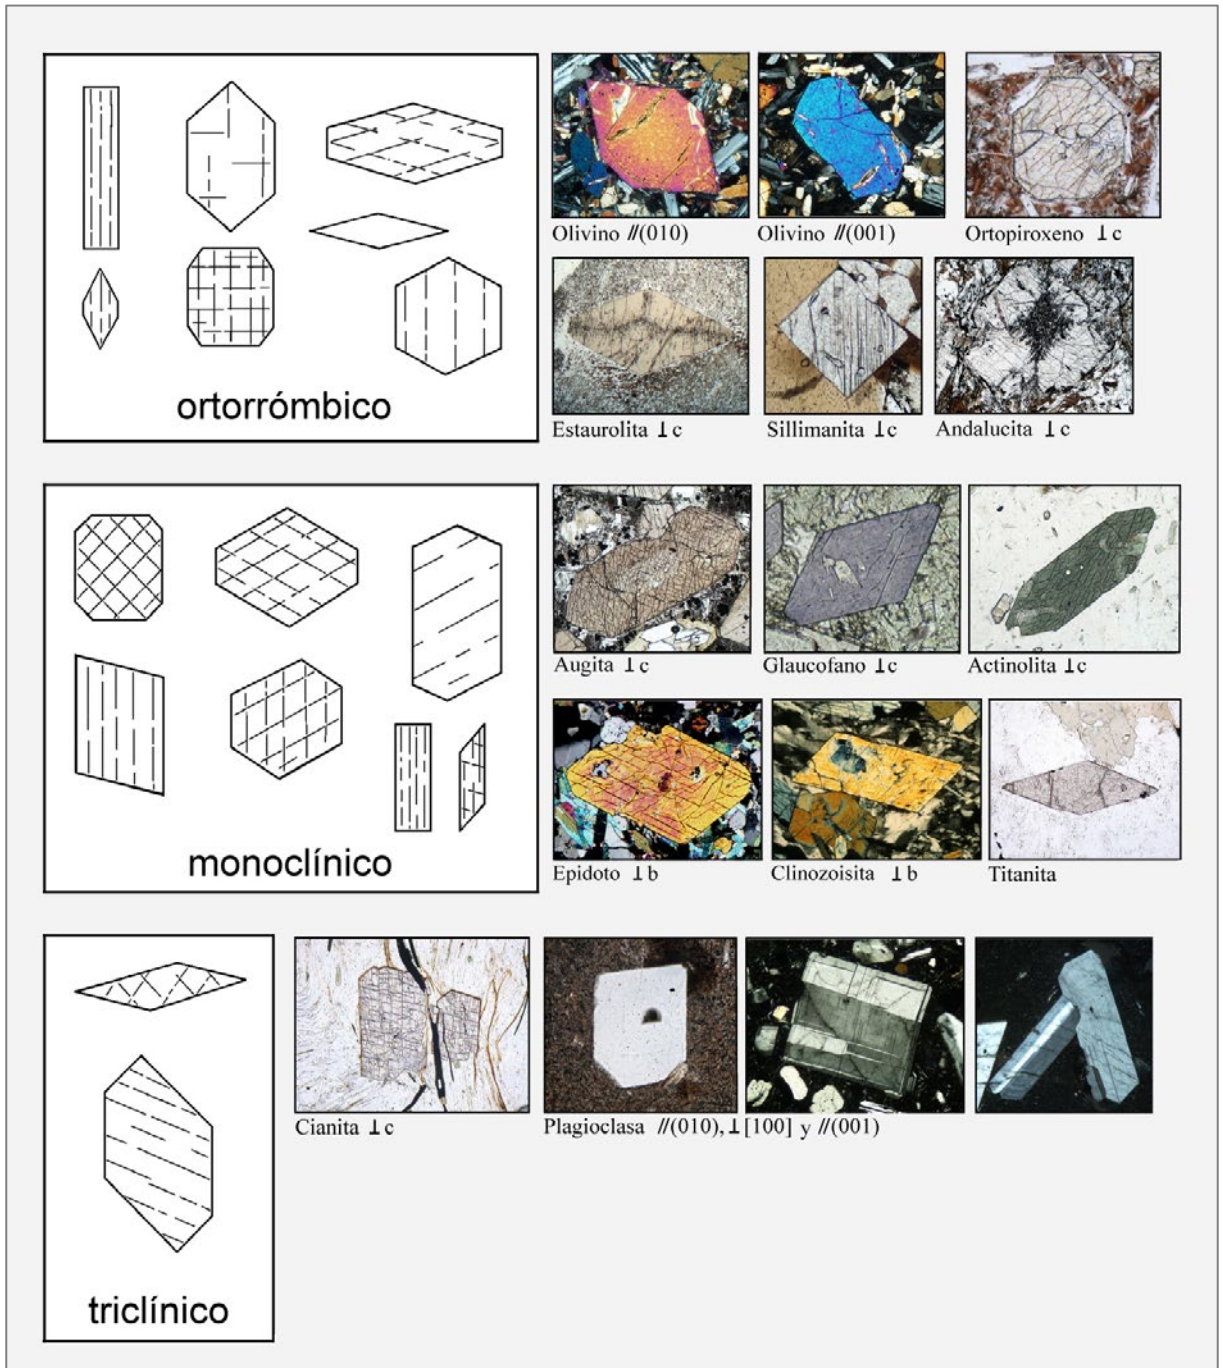 Olivino //(010)
Olivino //(001)
Ortopiroxeno ⊥ c
ortorrómbico
Estaurolita ⊥ c
Sillimanita ⊥ c
Andalucita ⊥ c
Augita ⊥ c
Glaucofano ⊥ c
Actinolita ⊥ c
monoclínico
Epidoto ⊥ b
Clinozoisita ⊥ b
Titanita
Cianita ⊥ c
Plagioclasa //(010), ⊥ [100] y //(001)
triclínico